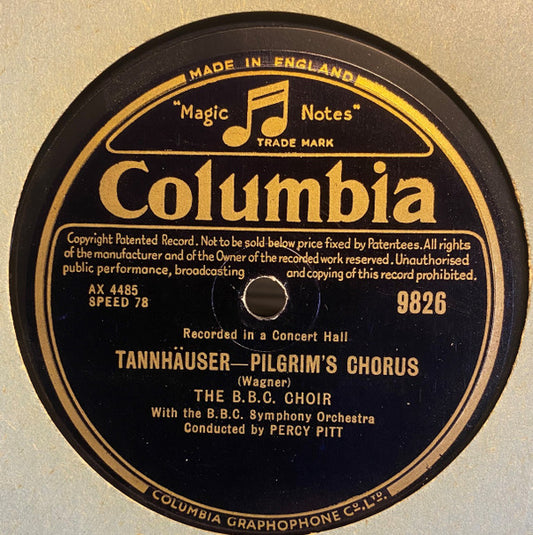 MADE IN ENGLAND
"Magic Notes"
TRADE MARK
Columbia
Copyright Patented Record. Not to be sold below price fixed by Patentees. All rights
of the manufacturer and of the Owner of the recorded work reserved. Unauthorised
public performance, broadcasting and copying of this record prohibited.
AX 4485
SPEED 78
9826
Recorded in a Concert Hall
TANNHÄUSER—PILGRIM'S CHORUS
(Wagner)
THE B.B.C. CHOIR
With the B.B.C. Symphony Orchestra
Conducted by PERCY PITT
COLUMBIA GRAPHOPHONE Co. LTD.